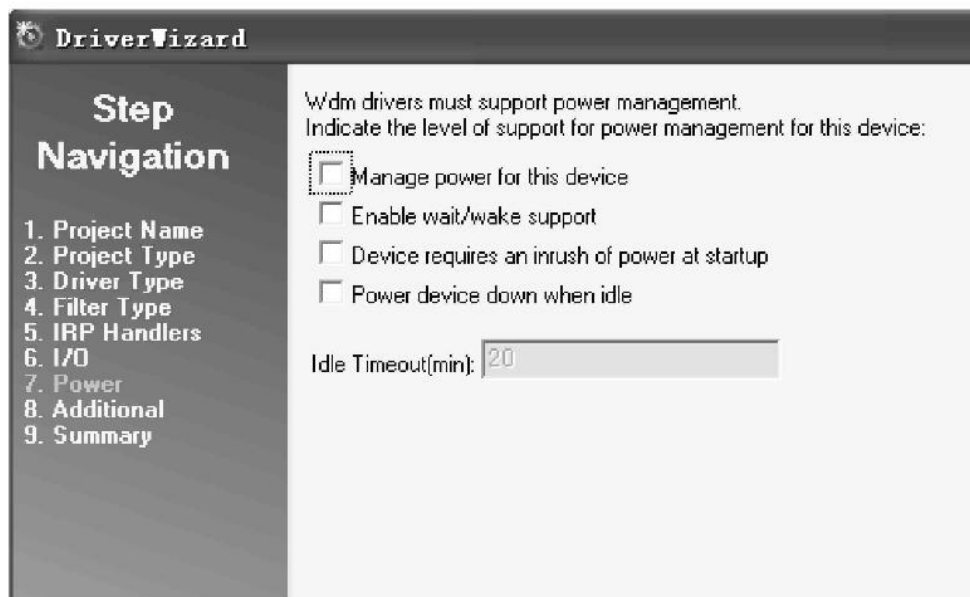 DriverWizard
Step
Navigation
1. Project Name
2. Project Type
3. Driver Type
4. Filter Type
5. IRP Handlers
6. I/O
7. Power
8. Additional
9. Summary
Wdm drivers must support power management.
Indicate the level of support for power management for this device:
Manage power for this device
Enable wait/wake support
Device requires an inrush of power at startup
Power device down when idle
Idle Timeout(min): 20